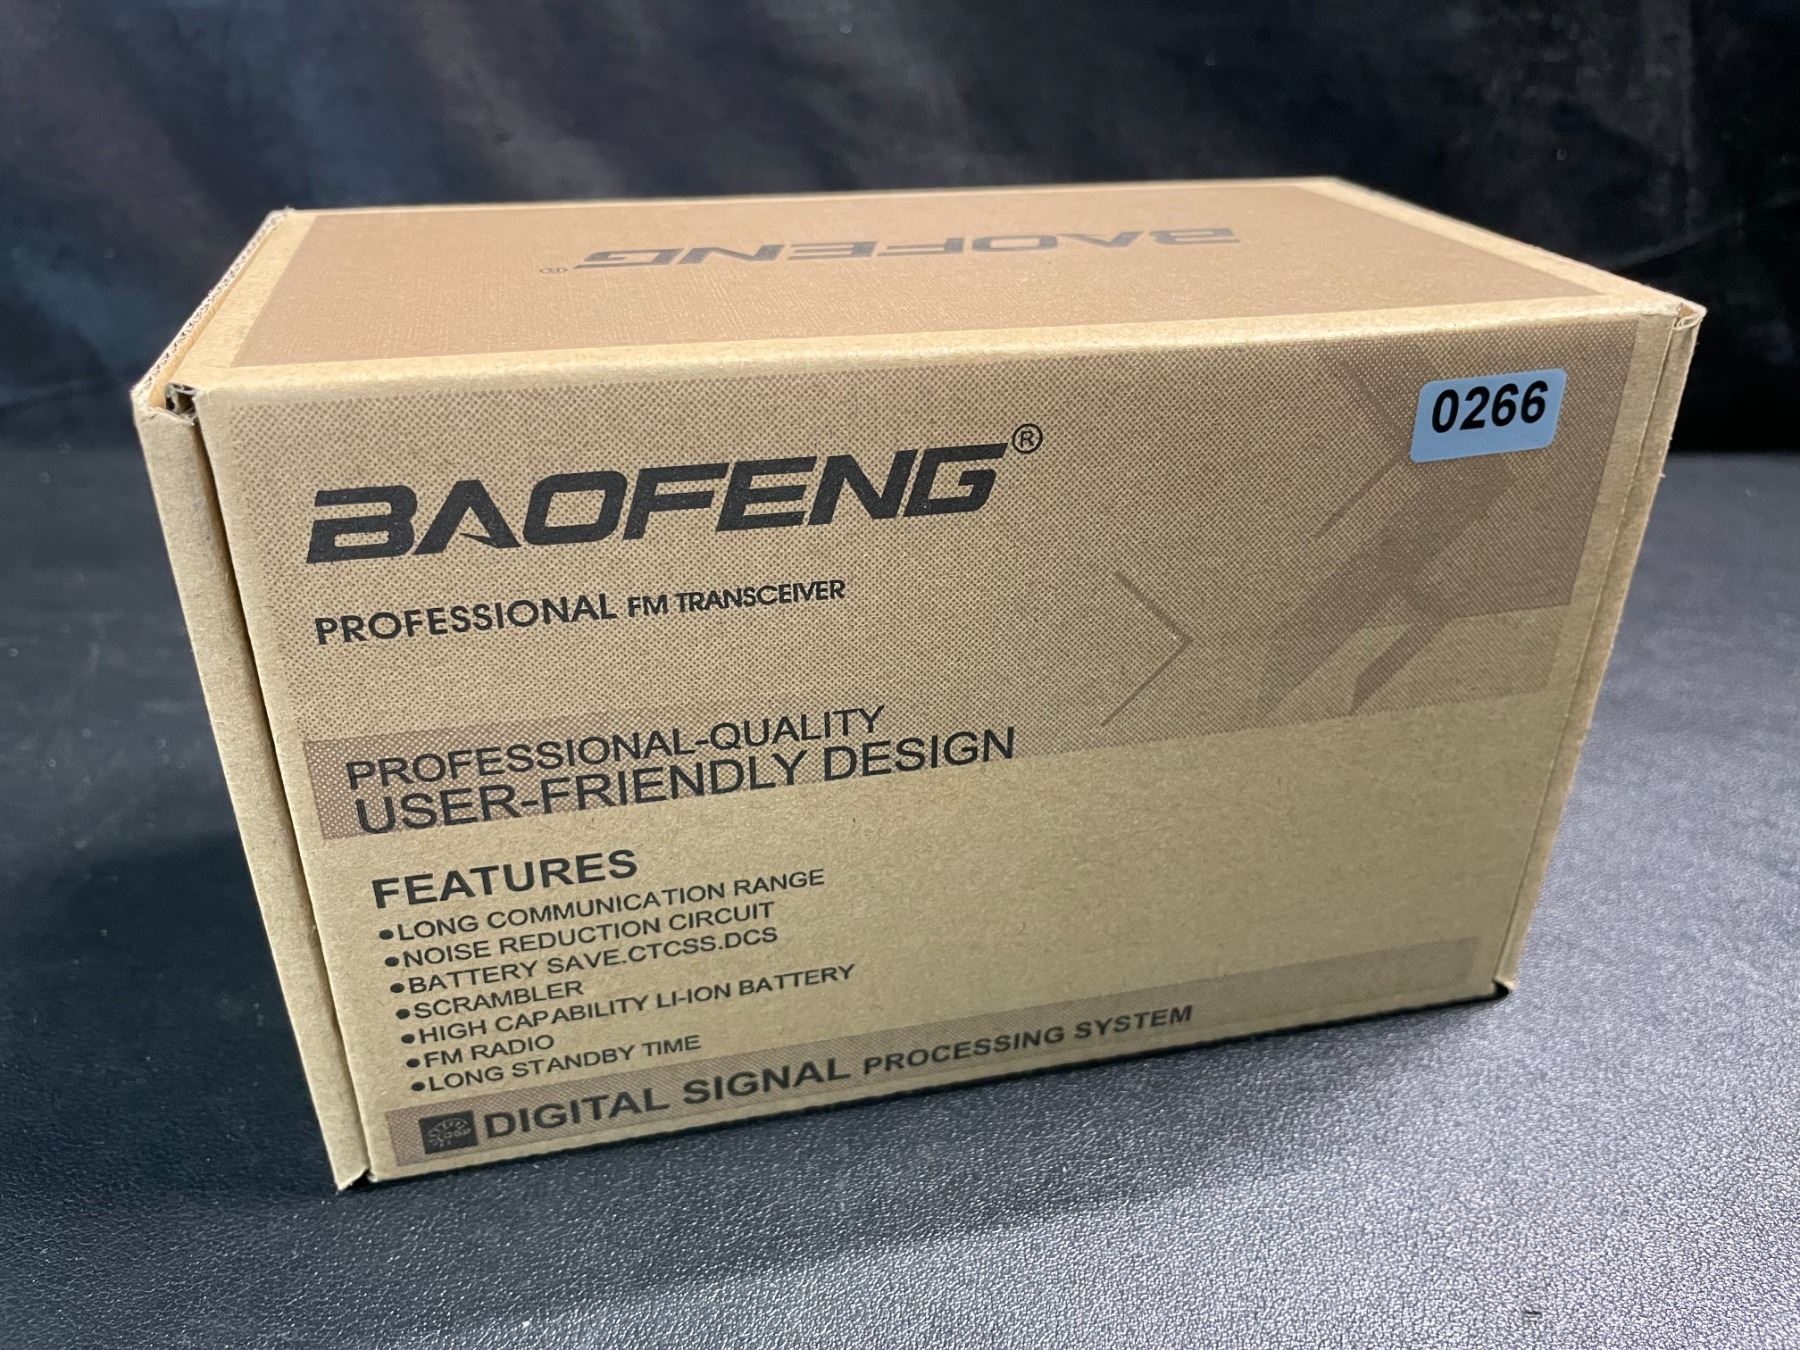 BAOFENG®
0266
BAOFENG®
PROFESSIONAL FM TRANSCEIVER
PROFESSIONAL-QUALITY
USER-FRIENDLY DESIGN
FEATURES
●LONG COMMUNICATION RANGE
●NOISE REDUCTION CIRCUIT
●BATTERY SAVE.CTCSS.DCS
●SCRAMBLER
●HIGH CAPABILITY LI-ION BATTERY
●FM RADIO
●LONG STANDBY TIME
DIGITAL SIGNAL PROCESSING SYSTEM